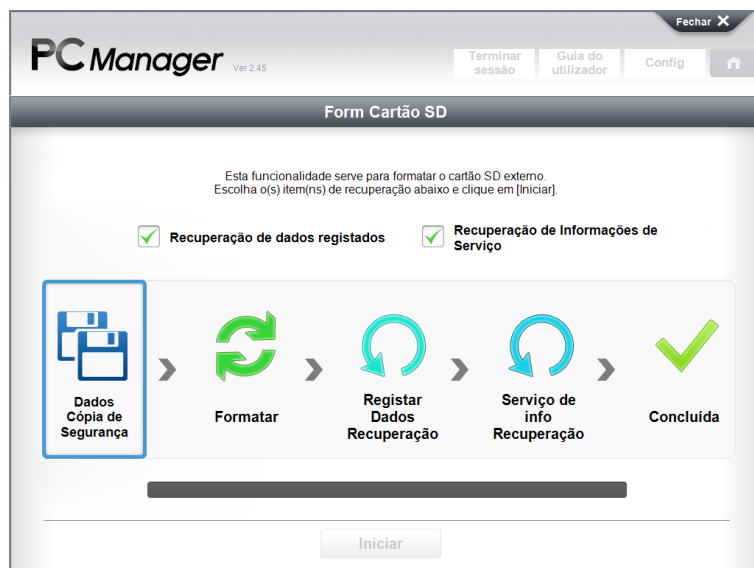 Fechar
PC Manager Ver 2.45
Terminar
sessão
Guia do
utilizador
Config
Form Cartão SD
Esta funcionalidade serve para formatar o cartão SD externo.
Escolha o(s) item(ns) de recuperação abaixo e clique em [Iniciar].
Recuperação de dados registados
Recuperação de Informações de
Serviço
Dados
Cópia de
Segurança
Formatar
Registar
Dados
Recuperação
Serviço de
info
Recuperação
Concluída
Iniciar